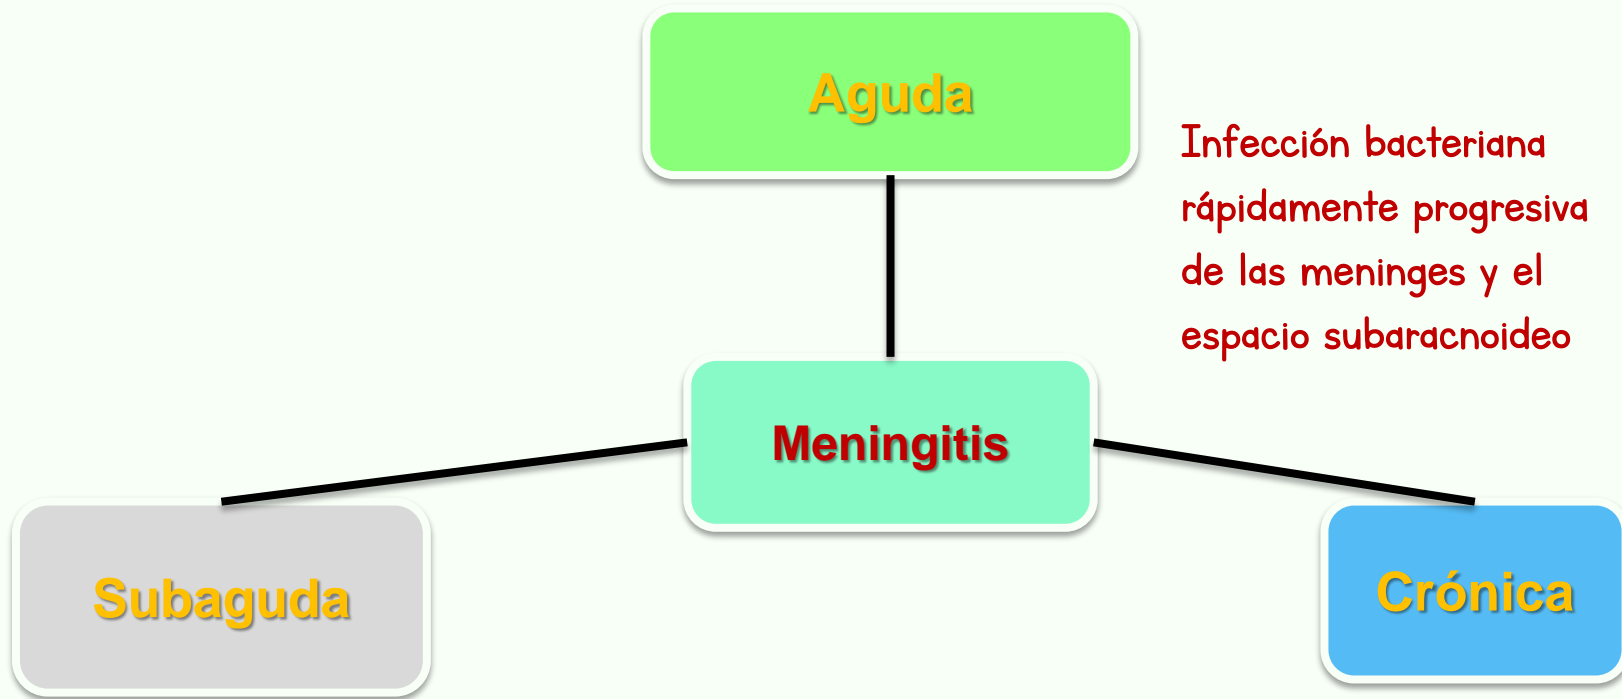 Aguda
Infección bacteriana
rápidamente progresiva
de las meninges y el
espacio subaracnoideo
Meningitis
Subaguda
Crónica